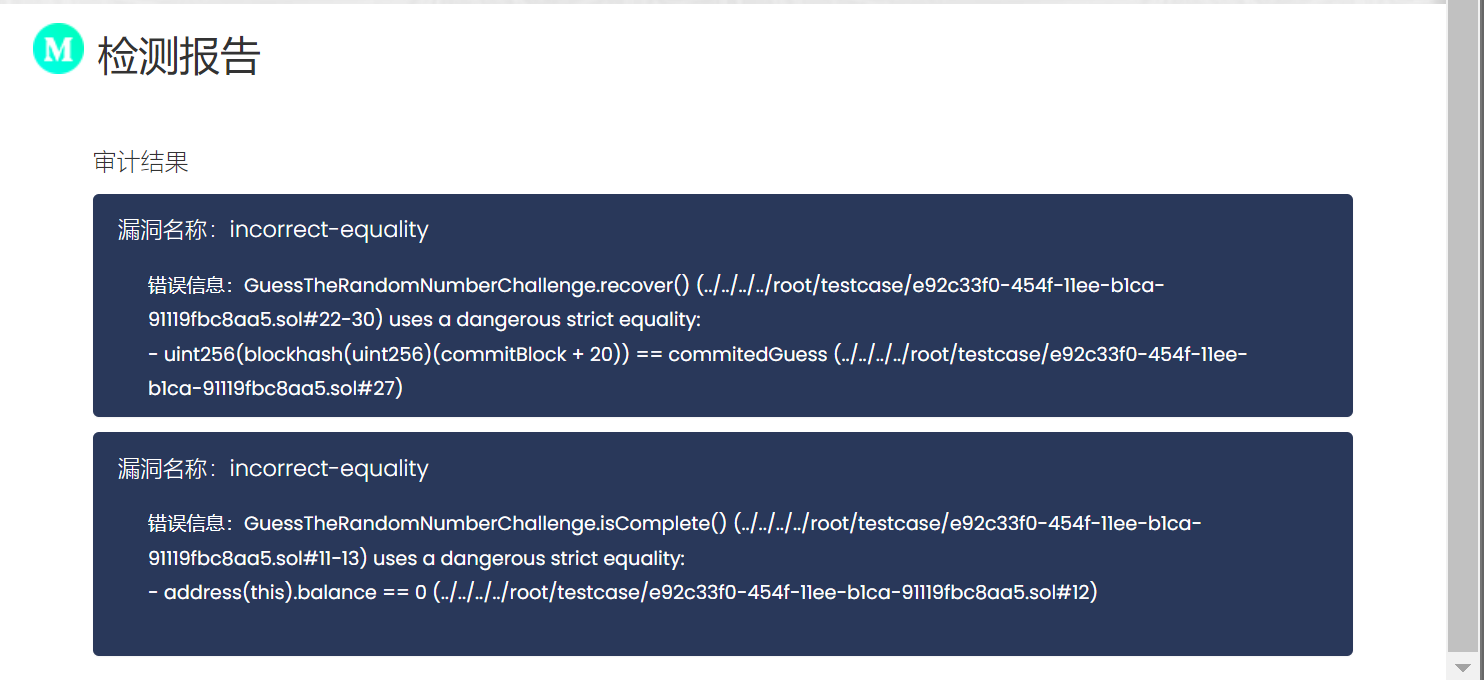 M 检测报告
审计结果
漏洞名称：incorrect-equality
错误信息：GuessTheRandomNumberChallenge.recover() (../../../../root/testcase/e92c33f0-454f-11ee-b1ca-
91119fbc8aa5.sol#22-30) uses a dangerous strict equality:
- uint256(blockhash(uint256)(commitBlock + 20)) == commitedGuess (../../../../root/testcase/e92c33f0-454f-11ee-
b1ca-91119fbc8aa5.sol#27)
漏洞名称：incorrect-equality
错误信息：GuessTheRandomNumberChallenge.isComplete() (../../../../root/testcase/e92c33f0-454f-11ee-b1ca-
91119fbc8aa5.sol#11-13) uses a dangerous strict equality:
- address(this).balance == 0 (../../../../root/testcase/e92c33f0-454f-11ee-b1ca-91119fbc8aa5.sol#12)